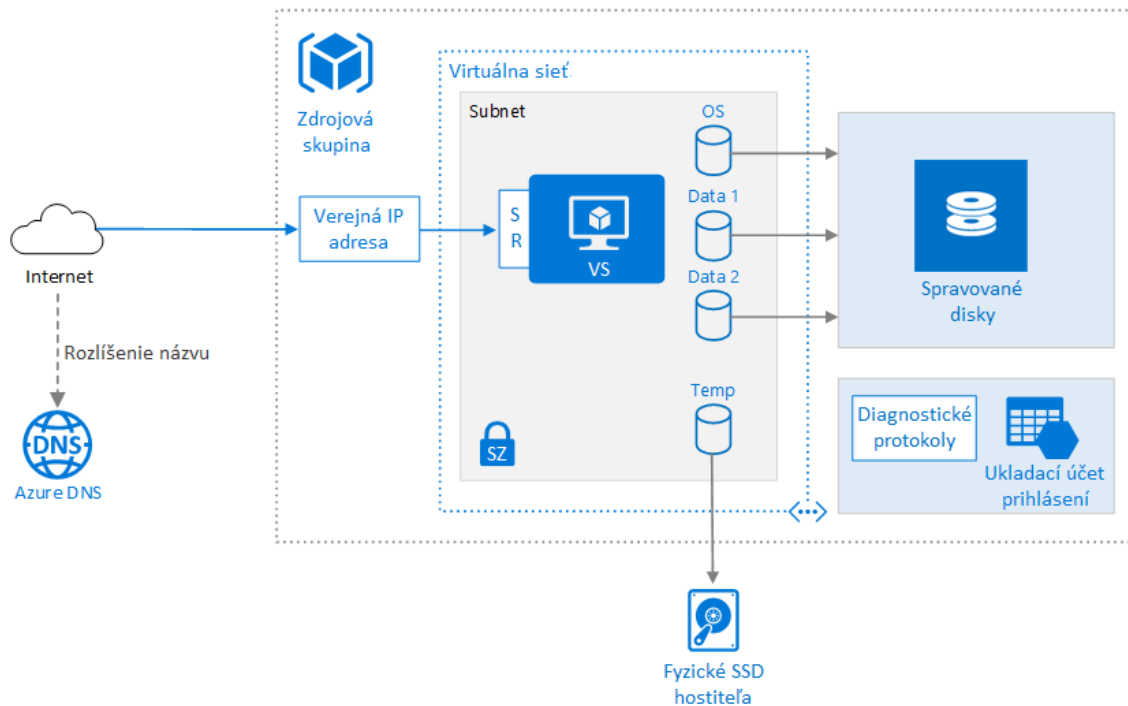 Zdrojová
skupina
Virtuálna sieť
Subnet
OS
Data 1
Data 2
Temp
Verejná IP
adresa
S
R
VS
SZ
Internet
Rozlíšenie názvu
DNS
Azure DNS
Spravované
disky
Diagnostické
protokoly
Ukladací účet
prihlásení
Fyzické SSD
hostiteľa